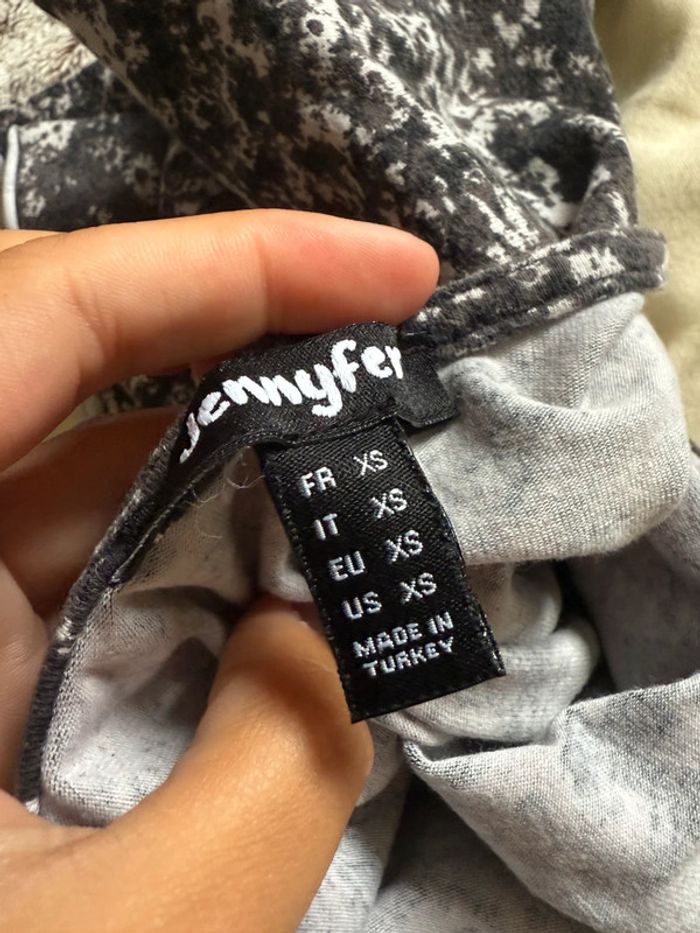 Jennyfer
FR XS
IT XS
EU XS
US XS
MADE IN
TURKEY